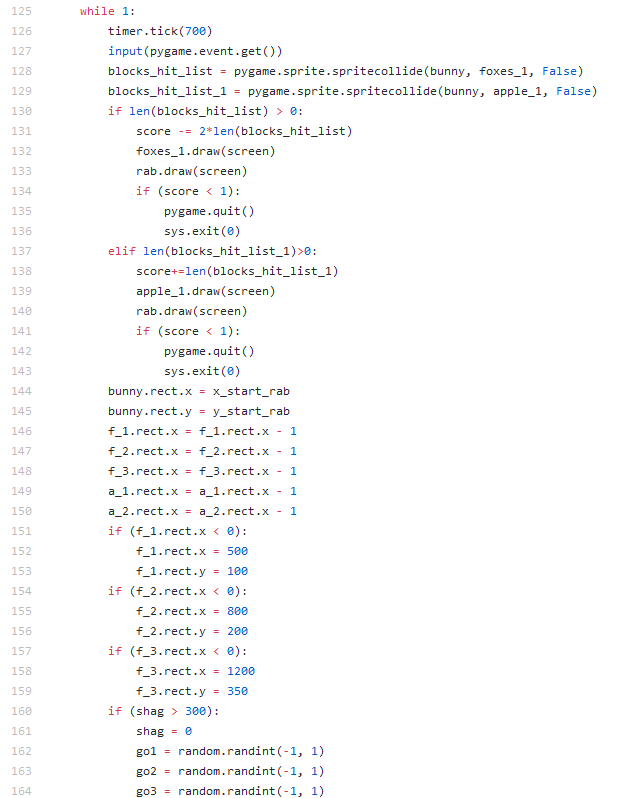 125 while 1:
126 timer.tick(700)
127 input(pygame.event.get())
128 blocks_hit_list = pygame.sprite.spritecollide(bunny, foxes_1, False)
129 blocks_hit_list_1 = pygame.sprite.spritecollide(bunny, apple_1, False)
130 if len(blocks_hit_list) > 0:
131 score -= 2*len(blocks_hit_list)
132 foxes_1.draw(screen)
133 rab.draw(screen)
134 if (score < 1):
135 pygame.quit()
136 sys.exit(0)
137 elif len(blocks_hit_list_1)>0:
138 score+=len(blocks_hit_list_1)
139 apple_1.draw(screen)
140 rab.draw(screen)
141 if (score < 1):
142 pygame.quit()
143 sys.exit(0)
144 bunny.rect.x = x_start_rab
145 bunny.rect.y = y_start_rab
146 f_1.rect.x = f_1.rect.x - 1
147 f_2.rect.x = f_2.rect.x - 1
148 f_3.rect.x = f_3.rect.x - 1
149 a_1.rect.x = a_1.rect.x - 1
150 a_2.rect.x = a_2.rect.x - 1
151 if (f_1.rect.x < 0):
152 f_1.rect.x = 500
153 f_1.rect.y = 100
154 if (f_2.rect.x < 0):
155 f_2.rect.x = 800
156 f_2.rect.y = 200
157 if (f_3.rect.x < 0):
158 f_3.rect.x = 1200
159 f_3.rect.y = 350
160 if (shag > 300):
161 shag = 0
162 go1 = random.randint(-1, 1)
163 go2 = random.randint(-1, 1)
164 go3 = random.randint(-1, 1)